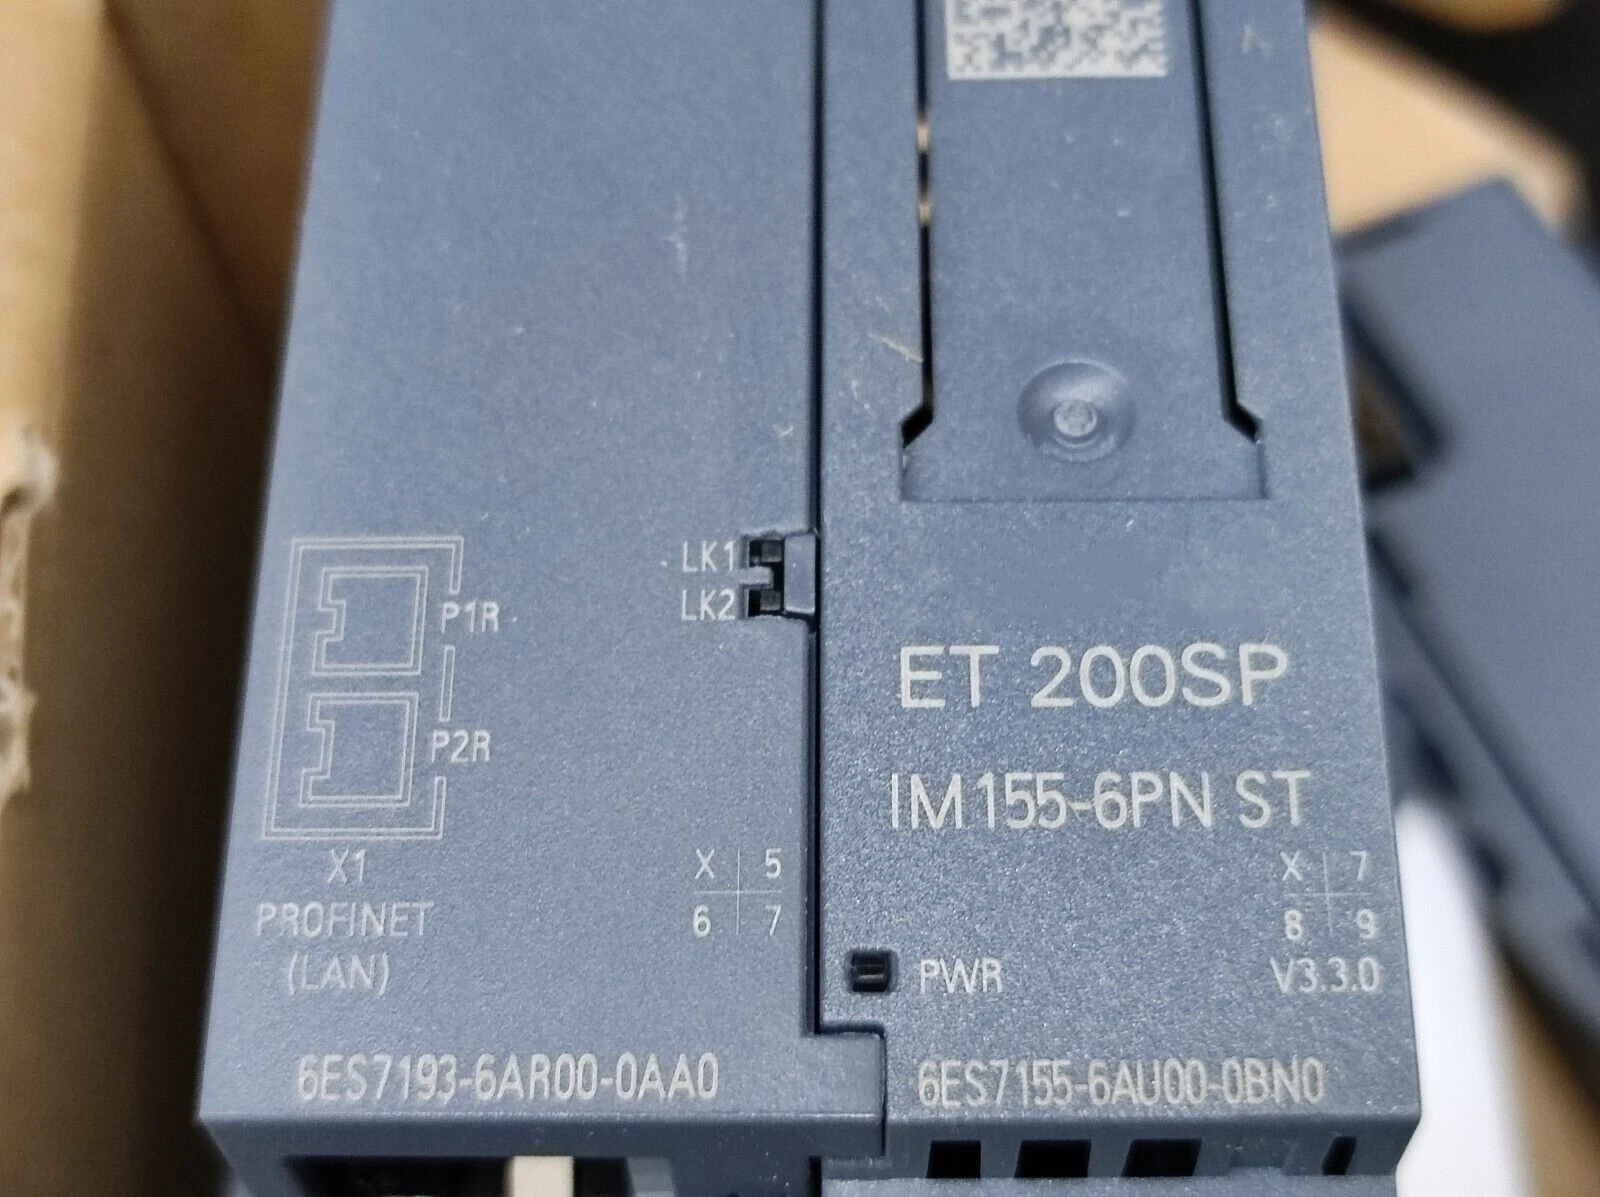 LK1
LK2
P1R
P2R
X1
PROFINET
(LAN)
X 5
6 7
6ES7193-6AR00-0AA0
ET 200SP
IM155-6PN ST
X 7
8 9
PWR
V3.3.0
6ES7155-6AU00-0BN0